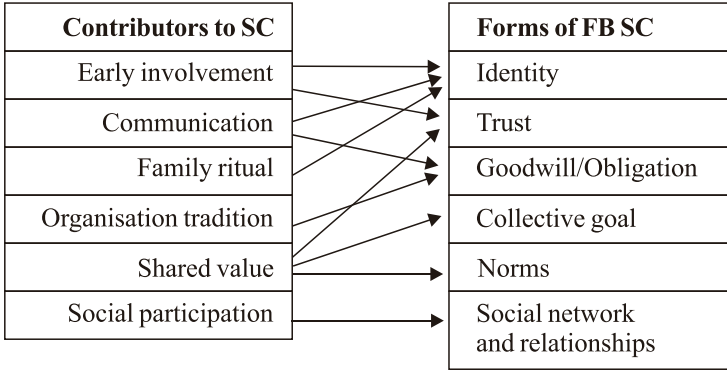 Contributors to SC
Early involvement
Communication
Family ritual
Organisation tradition
Shared value
Social participation
Forms of FB SC
Identity
Trust
Goodwill/Obligation
Collective goal
Norms
Social network
and relationships